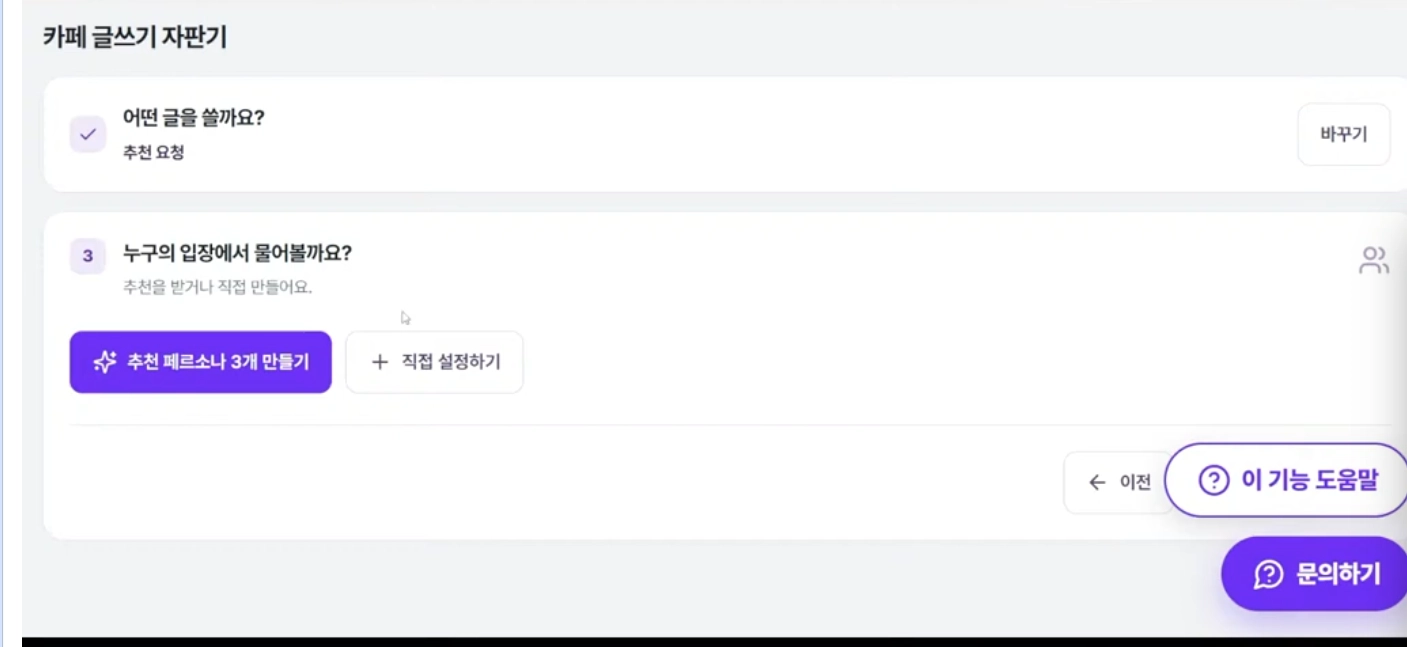 카페 글쓰기 자판기
어떤 글을 쓸까요?
추천 요청
바꾸기
3
누구의 입장에서 물어볼까요?
추천을 받거나 직접 만들어요.
추천 페르소나 3개 만들기
직접 설정하기
이전
이 기능 도움말
문의하기